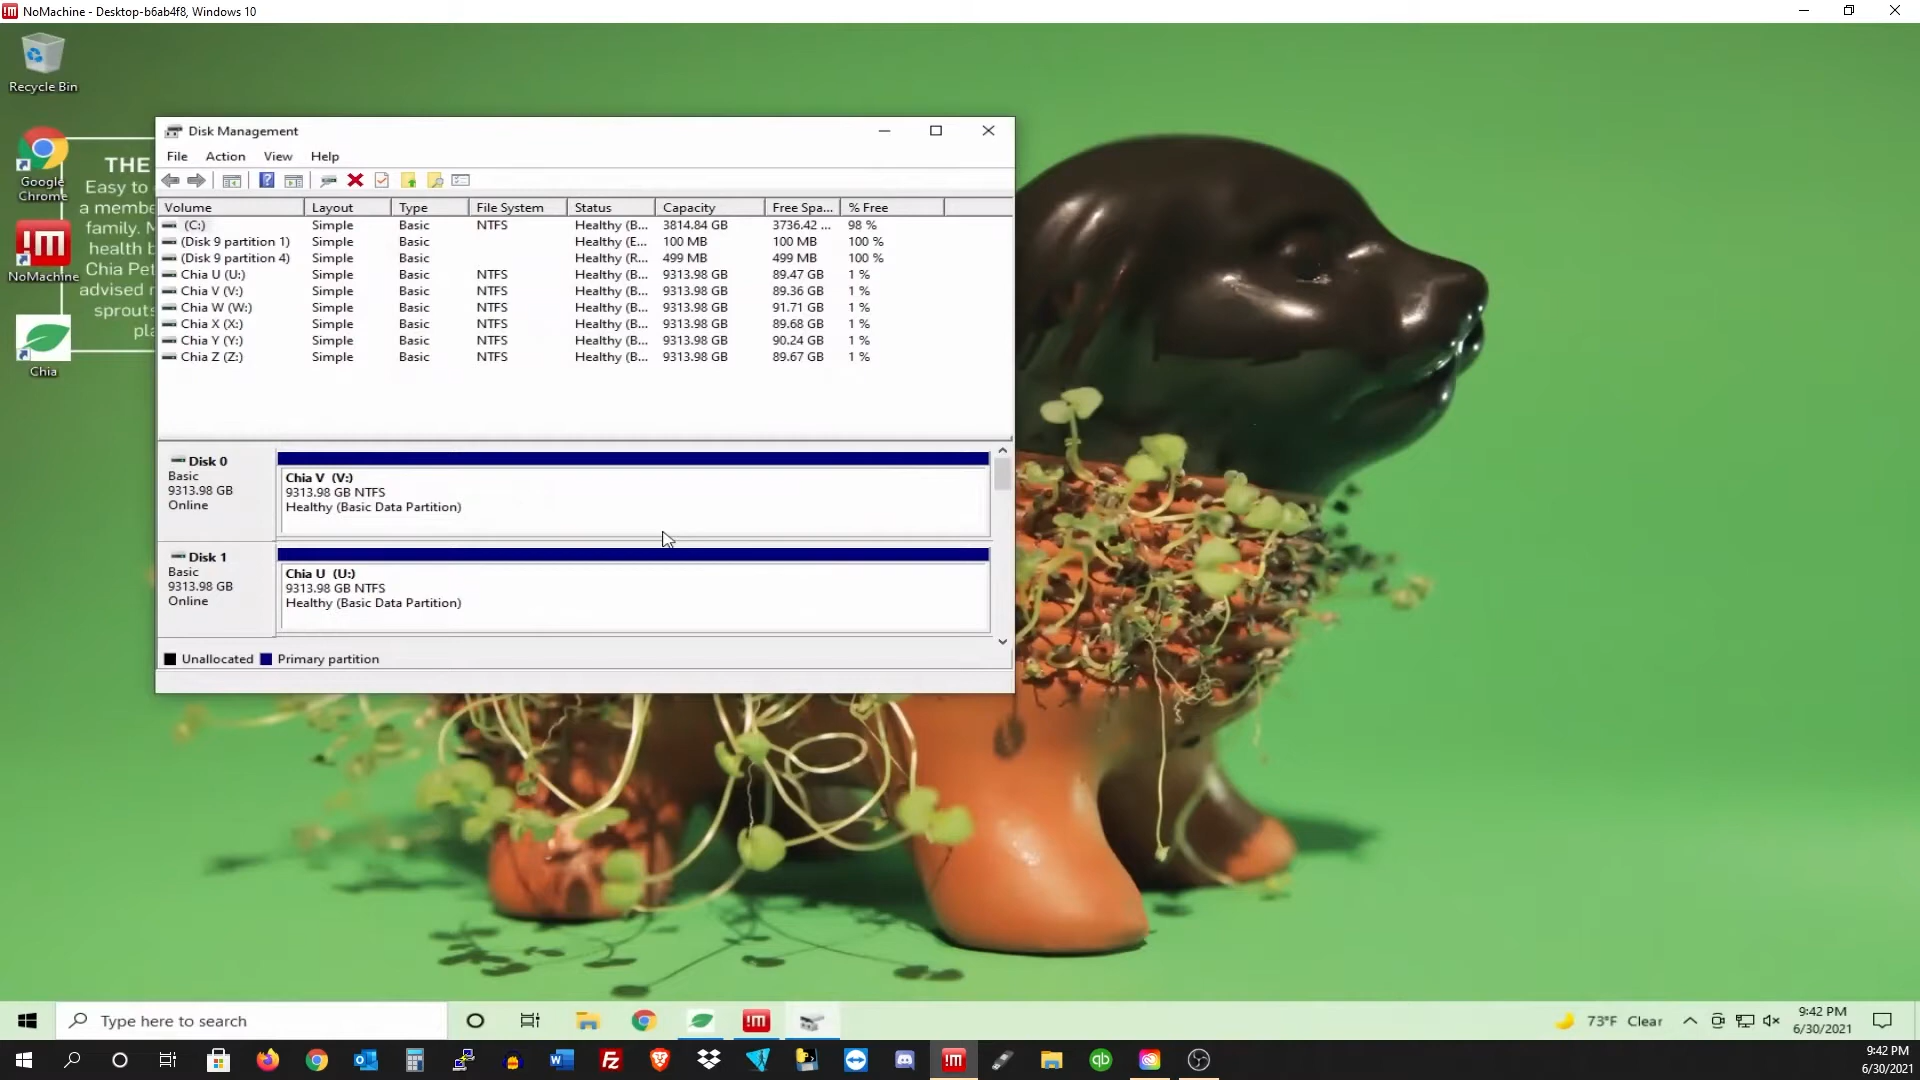 NoMachine - Desktop-b6ab4f8, Windows 10
Recycle Bin
Google
Chrome
NoMachine
Chia
THE
Easy to
a membe
family. M
health b
Chia Pet
advised
sprouts
pla
Disk Management
File Action View Help
Volume Layout Type File System Status Capacity Free Spa... % Free
(C:) Simple Basic NTFS Healthy (B... 3814.84 GB 3736.42 ... 98 %
(Disk 9 partition 1) Simple Basic Healthy (E... 100 MB 100 MB 100 %
(Disk 9 partition 4) Simple Basic Healthy (R... 499 MB 499 MB 100 %
Chia U (U:) Simple Basic NTFS Healthy (B... 9313.98 GB 89.47 GB 1 %
Chia V (V:) Simple Basic NTFS Healthy (B... 9313.98 GB 89.36 GB 1 %
Chia W (W:) Simple Basic NTFS Healthy (B... 9313.98 GB 91.71 GB 1 %
Chia X (X:) Simple Basic NTFS Healthy (B... 9313.98 GB 89.68 GB 1 %
Chia Y (Y:) Simple Basic NTFS Healthy (B... 9313.98 GB 90.24 GB 1 %
Chia Z (Z:) Simple Basic NTFS Healthy (B... 9313.98 GB 89.67 GB 1 %
Disk 0
Basic
9313.98 GB
Online
Chia V (V:)
9313.98 GB NTFS
Healthy (Basic Data Partition)
Disk 1
Basic
9313.98 GB
Online
Chia U (U:)
9313.98 GB NTFS
Healthy (Basic Data Partition)
Unallocated Primary partition
Type here to search
73°F Clear
9:42 PM
6/30/2021
9:42 PM
6/30/2021